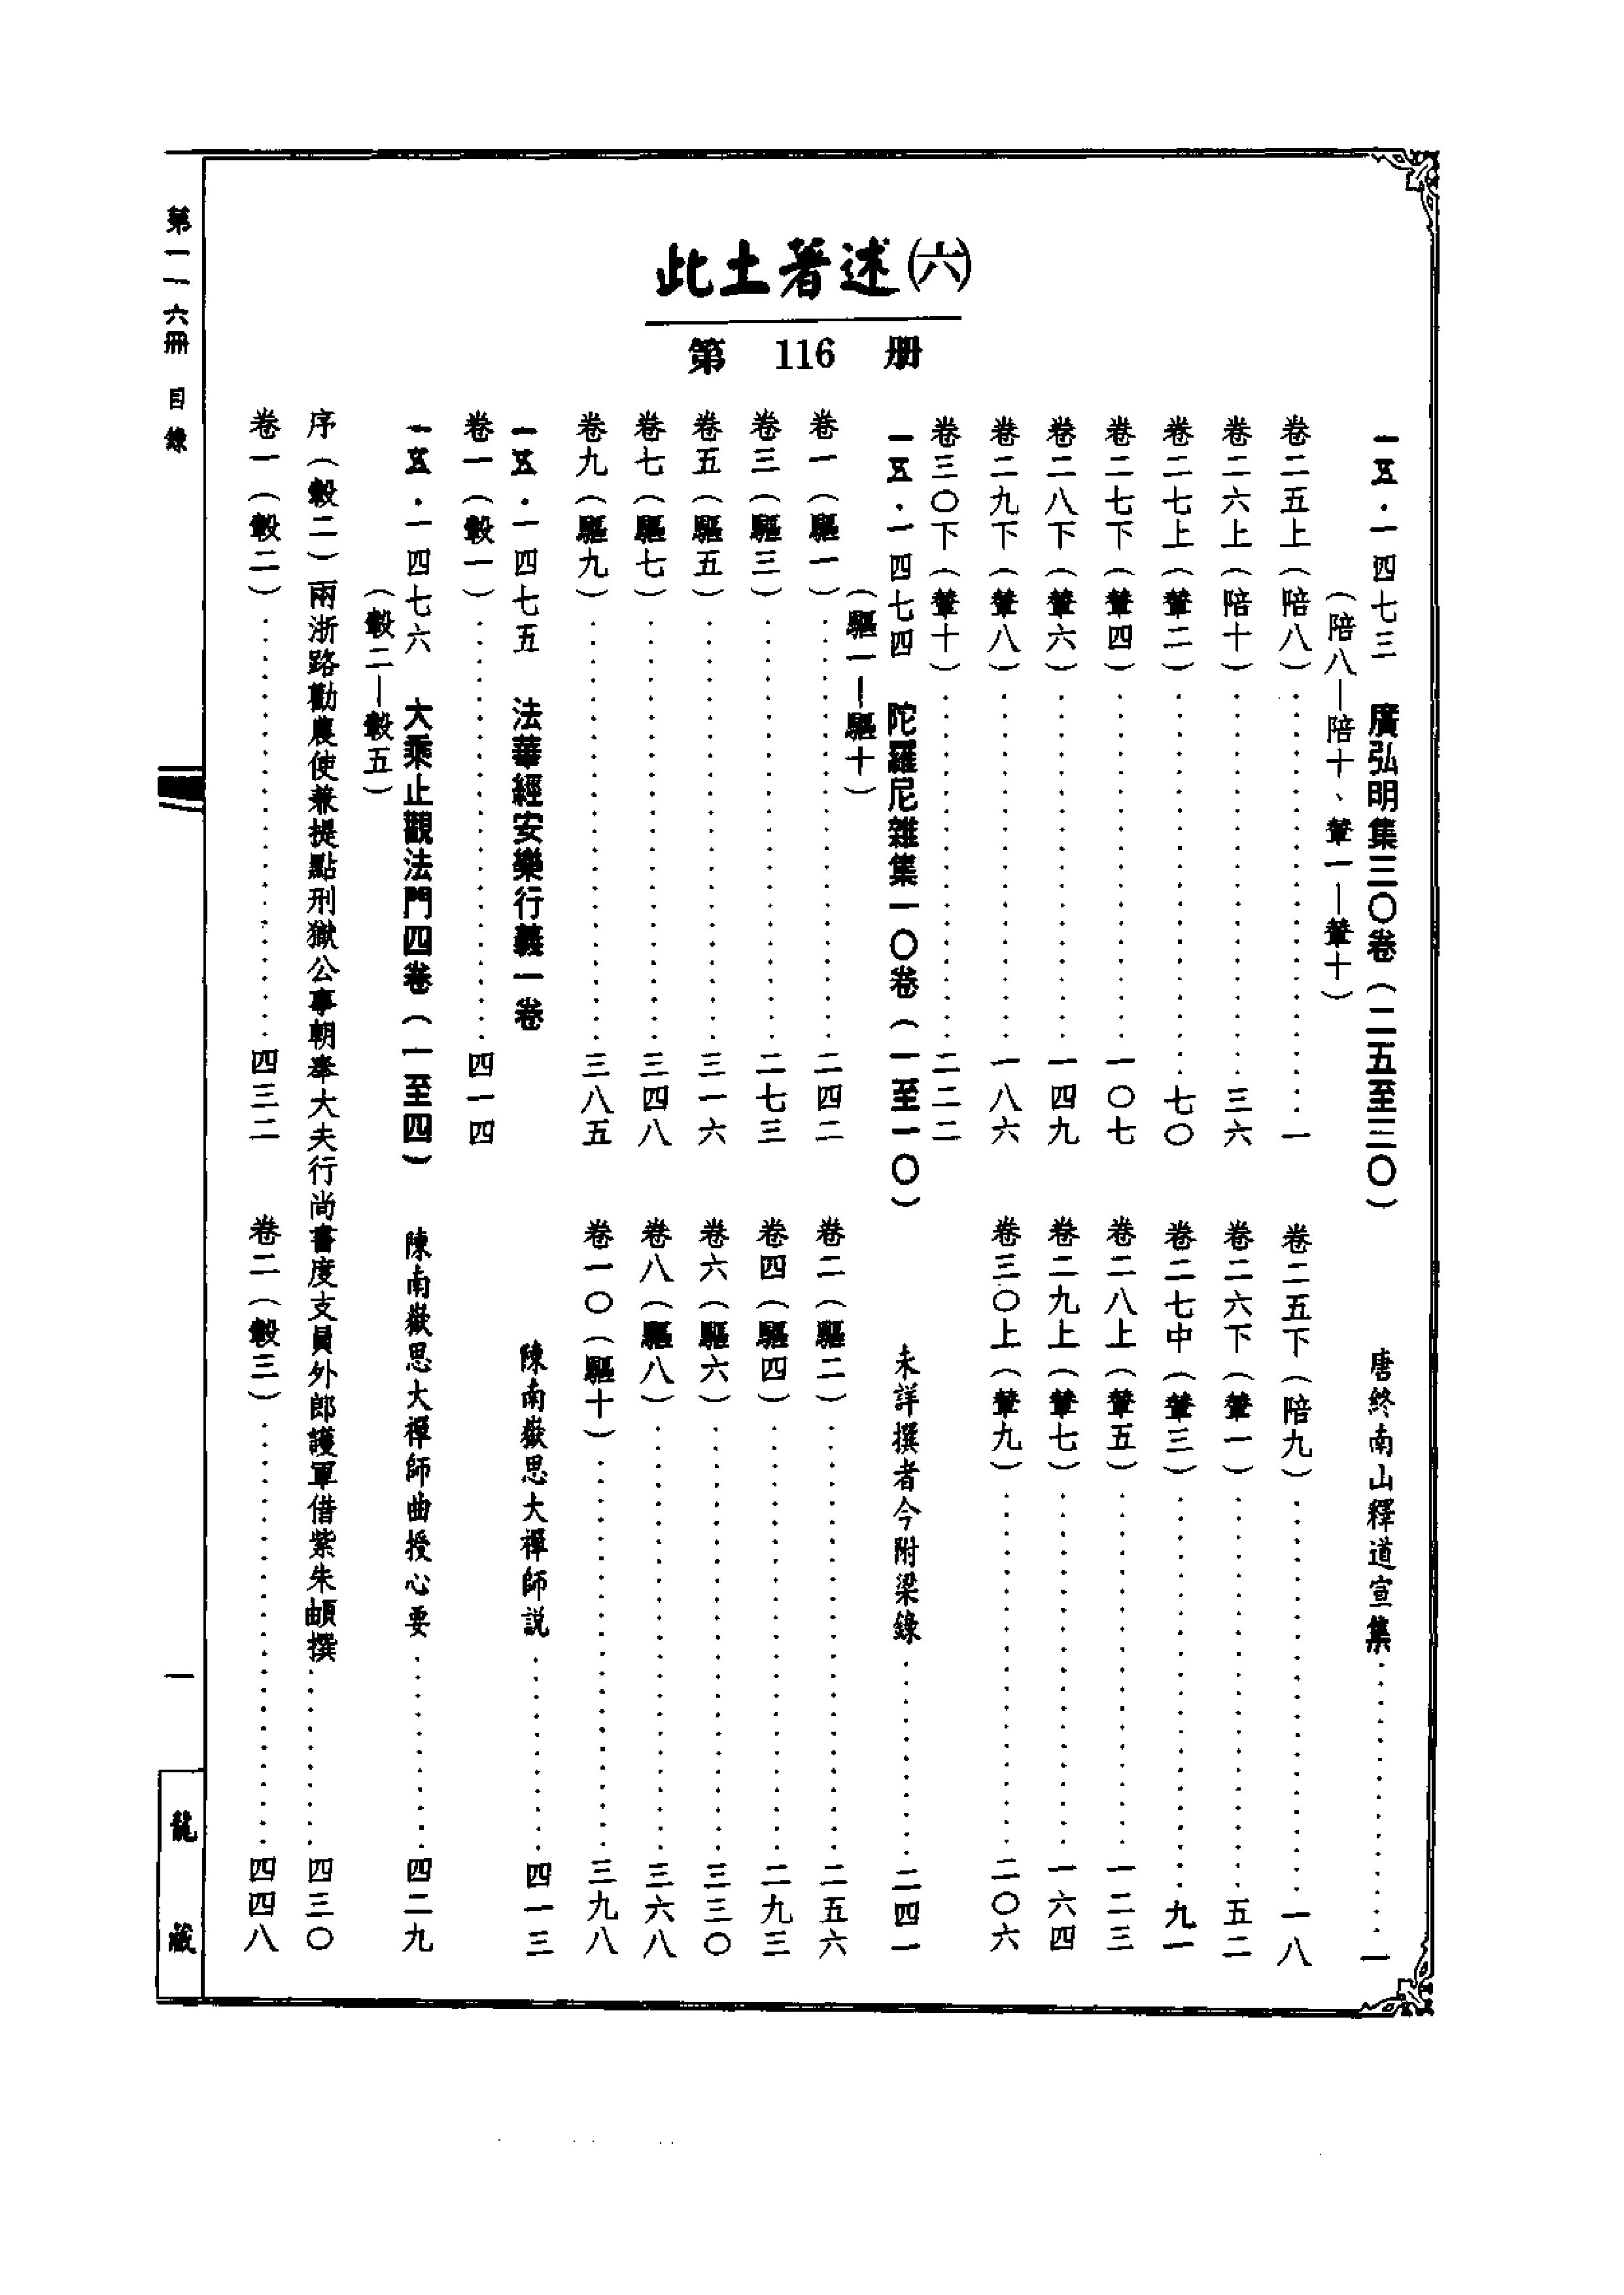 此土著述㈥
第 116 册
一五·一四七三 廣弘明集三〇卷（二五至三〇） 唐終南山釋道宣集……一
（陪八—陪十、輦一—輦十）
卷二五上（陪八）……一 卷二五下（陪九）……一八
卷二六上（陪十）……三六 卷二六下（輦一）……五二
卷二七上（輦二）……七〇 卷二七中（輦三）……九一
卷二七下（輦四）……一〇七 卷二八上（輦五）……一二三
卷二八下（輦六）……一四九 卷二九上（輦七）……一六四
卷二九下（輦八）……一八六 卷三〇上（輦九）……二〇六
卷三〇下（輦十）……二二二
一五·一四七四 陀羅尼雜集一〇卷（一至一〇） 未詳撰者今附梁錄……二四一
（驅一—驅十）
卷一（驅一）……二四二 卷二（驅二）……二五六
卷三（驅三）……二七三 卷四（驅四）……二九三
卷五（驅五）……三一六 卷六（驅六）……三三〇
卷七（驅七）……三四八 卷八（驅八）……三六八
卷九（驅九）……三八五 卷一〇（驅十）……三九八
一五·一四七五 法華經安樂行義一卷 陳南嶽思大禪師説……四一三
卷一（轂一）……四一四
一五·一四七六 大乘止觀法門四卷（一至四） 陳南嶽思大禪師曲授心要……四二九
（轂二—轂五）
序（轂二）兩浙路勸農使兼提點刑獄公事朝奉大夫行尚書度支員外郎護軍借紫朱頔撰……四三〇
卷一（轂二）……四三二 卷二（轂三）……四四八
第一一六冊 目錄
一
龍藏